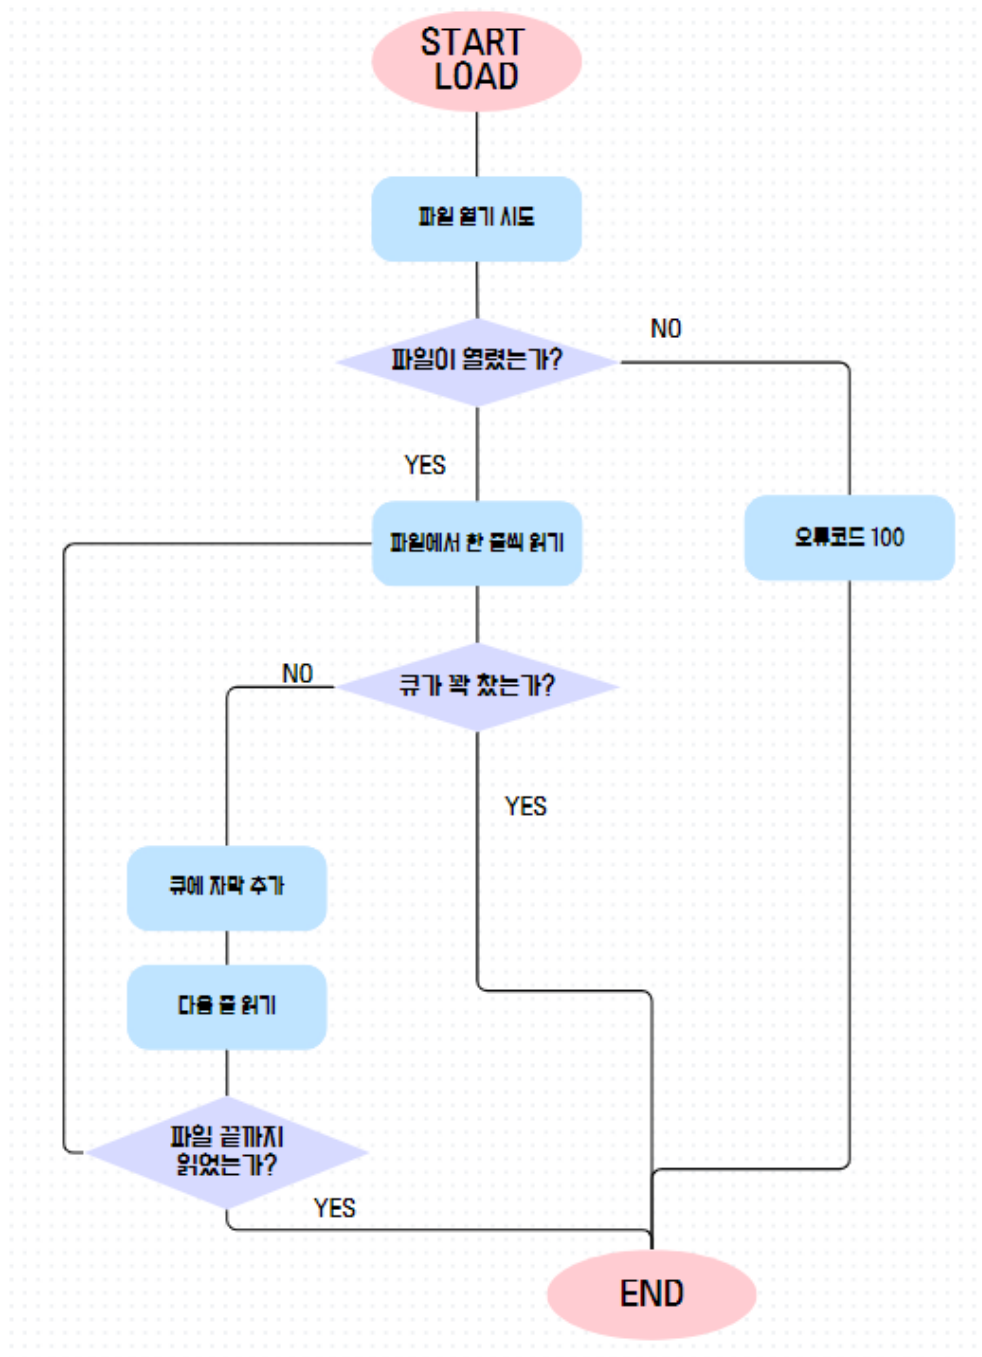 START
LOAD
파일 열기 시도
파일이 열렸는가?
NO
YES
파일에서 한 줄씩 읽기
오류코드 100
NO
큐가 꽉 찼는가?
YES
큐에 자막 추가
다음 줄 읽기
파일 끝까지
읽었는가?
YES
END